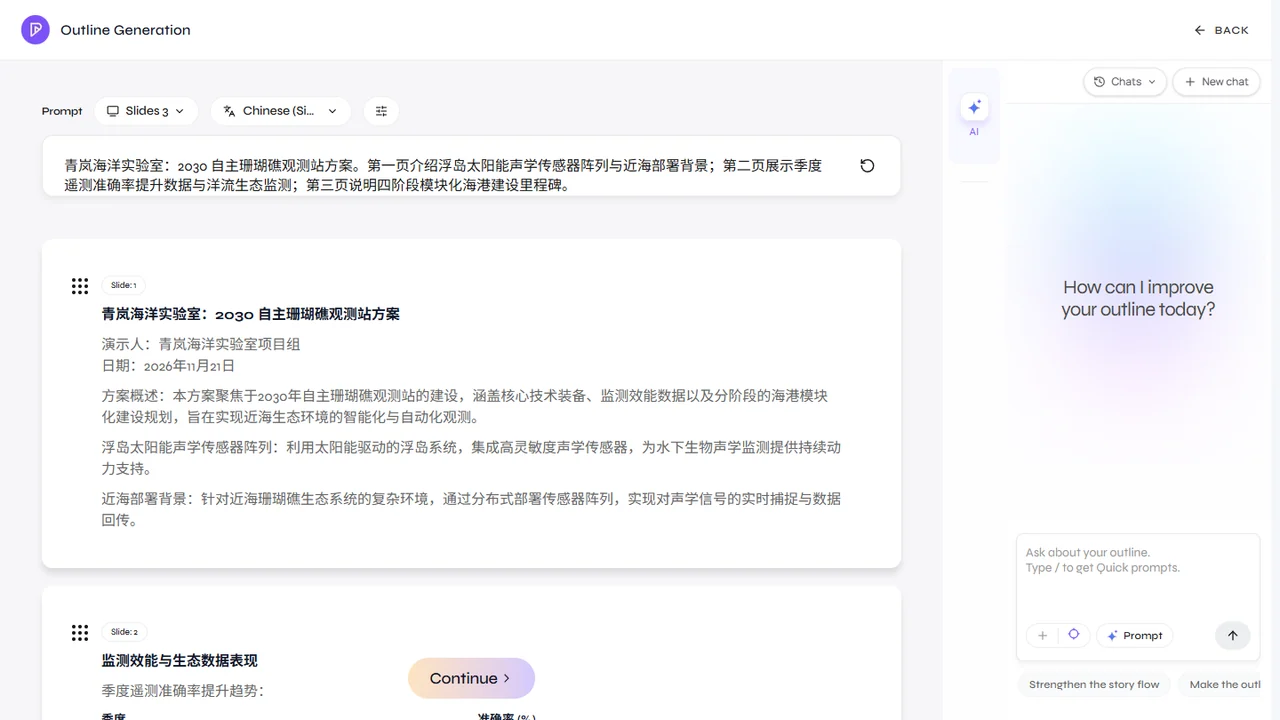 Outline Generation
BACK
Prompt
Slides 3
Chinese (Si...
青岚海洋实验室：2030 自主珊瑚礁观测站方案。第一页介绍浮岛太阳能声学传感器阵列与近海部署背景；第二页展示季度
遥测准确率提升数据与洋流生态监测；第三页说明四阶段模块化海港建设里程碑。
Slide: 1
青岚海洋实验室：2030 自主珊瑚礁观测站方案
演示人：青岚海洋实验室项目组
日期：2026年11月21日
方案概述：本方案聚焦于2030年自主珊瑚礁观测站的建设，涵盖核心技术装备、监测效能数据以及分阶段的海港模块
化建设规划，旨在实现近海生态环境的智能化与自动化观测。
浮岛太阳能声学传感器阵列：利用太阳能驱动的浮岛系统，集成高灵敏度声学传感器，为水下生物声学监测提供持续动
力支持。
近海部署背景：针对近海珊瑚礁生态系统的复杂环境，通过分布式部署传感器阵列，实现对声学信号的实时捕捉与数据
回传。
Slide: 2
监测效能与生态数据表现
季度遥测准确率提升趋势：
季度 准确率 (%)
Continue
AI
Chats
New chat
How can I improve
your outline today?
Ask about your outline.
Type / to get Quick prompts.
Prompt
Strengthen the story flow
Make the outl